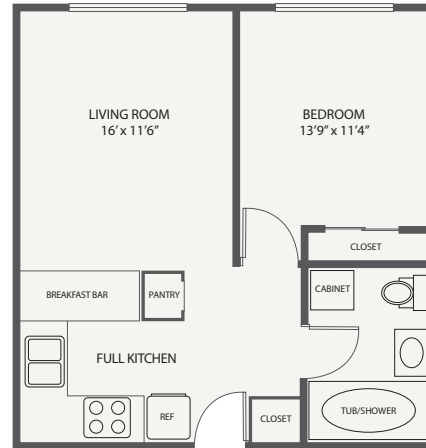 LIVING ROOM
16’ x 11’6”
BEDROOM
13’9” x 11’4”
CLOSET
BREAKFAST BAR
PANTRY
CABINET
FULL KITCHEN
REF
CLOSET
TUB/SHOWER